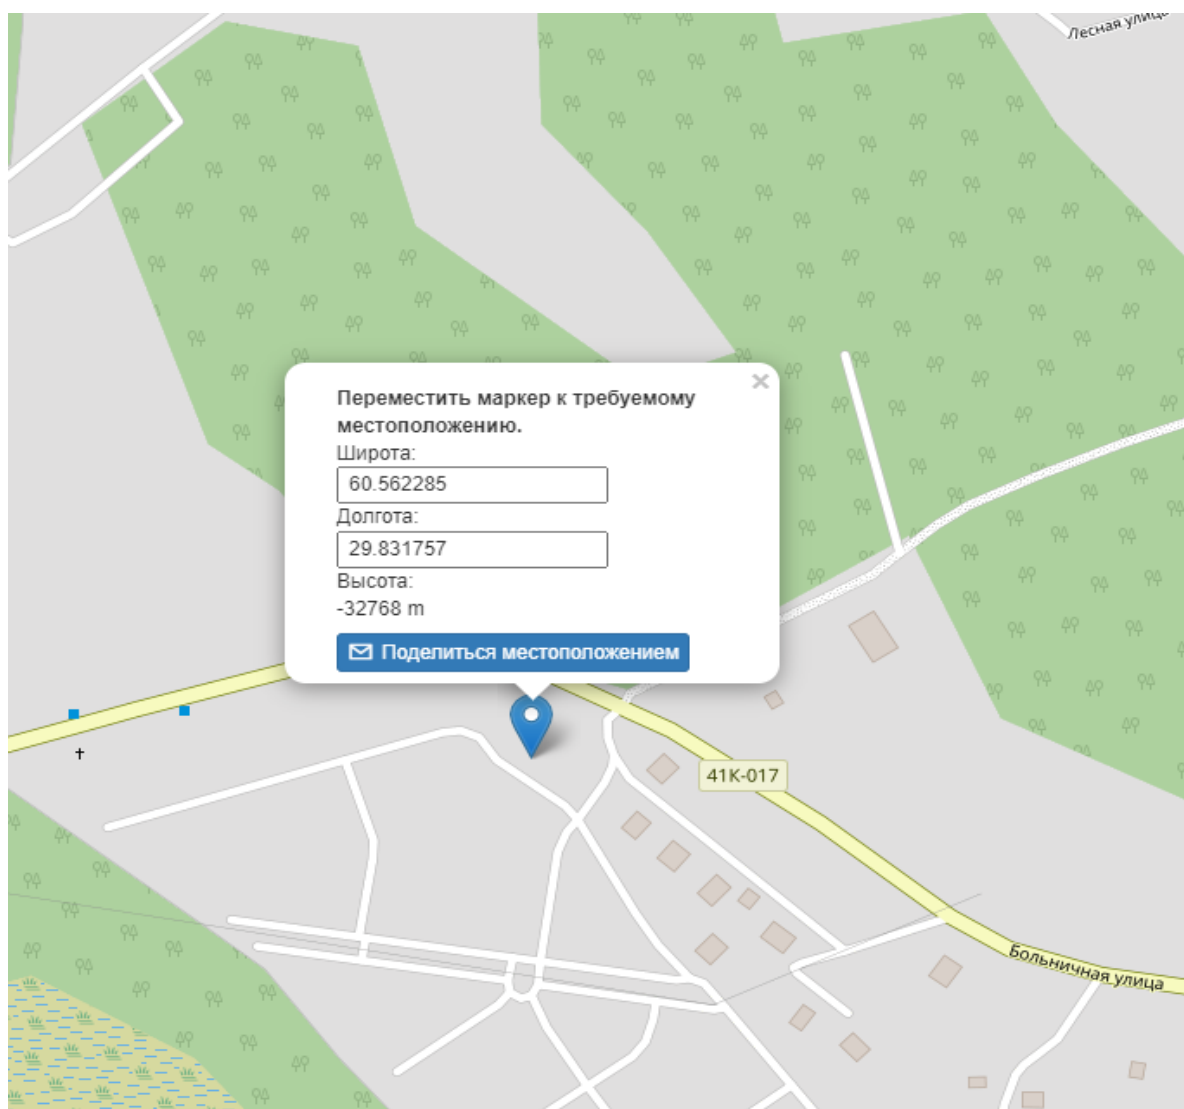 Лесная улица
Переместить маркер к требуемому
местоположению.
Широта:
60.562285
Долгота:
29.831757
Высота:
-32768 m
Поделиться местоположением
41К-017
Больничная улица